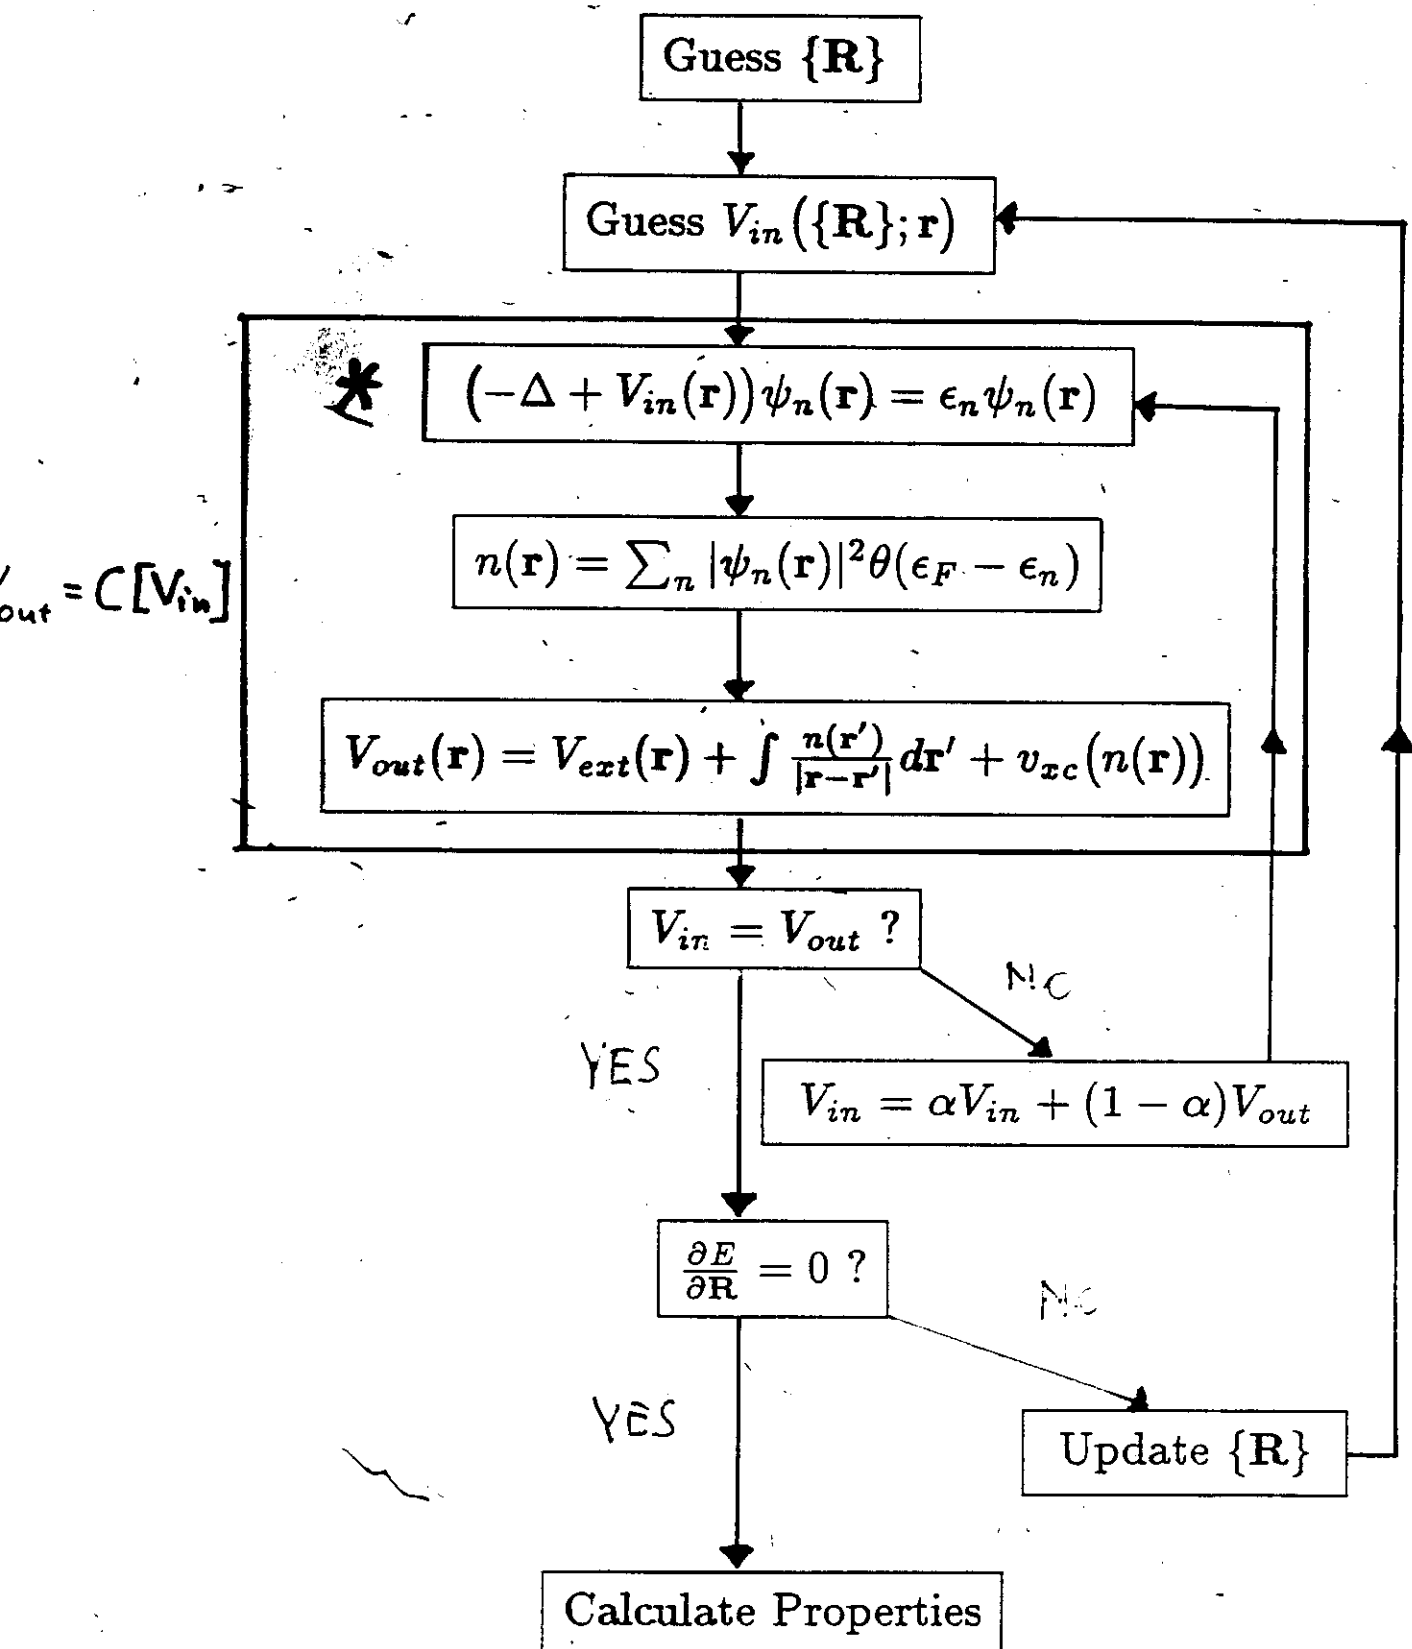 Guess {R}
Guess V_in({R}; r)
*
(−Δ + V_in(r))ψ_n(r) = ϵ_nψ_n(r)
n(r) = ∑_n |ψ_n(r)|²θ(ϵ_F − ϵ_n)
V_out = C[V_in]
V_out(r) = V_ext(r) + ∫ n(r′)/|r−r′| dr′ + v_xc(n(r))
V_in = V_out ?
NO
YES
V_in = αV_in + (1 − α)V_out
∂E/∂R = 0 ?
NO
YES
Update {R}
Calculate Properties